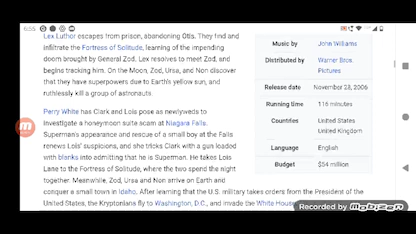 6:55
Lex Luthor escapes from prison, abandoning Otis. They find and
infiltrate the Fortress of Solitude, learning of the impending
doom brought by General Zod. Lex resolves to meet Zod, and
begins tracking him. On the Moon, Zod, Ursa, and Non discover
that they have superpowers due to Earth's yellow sun, and
ruthlessly kill a group of astronauts.
Perry White has Clark and Lois pose as newlyweds to
investigate a honeymoon suite scam at Niagara Falls.
Superman's appearance and rescue of a small boy at the Falls
renews Lois' suspicions, and she tricks Clark with a gun loaded
with blanks into admitting that he is Superman. He takes Lois
Lane to the Fortress of Solitude, where the two spend the night
together. Meanwhile, Zod, Ursa and Non arrive on Earth and
conquer a small town in Idaho. After learning that the U.S. military takes orders from the President of the
United States, the Kryptonians fly to Washington, D.C., and invade the White House
Music by John Williams
Distributed by Warner Bros.
Pictures
Release date November 28, 2006
Running time 116 minutes
Countries United States
United Kingdom
Language English
Budget $54 million
Recorded by Mobizen